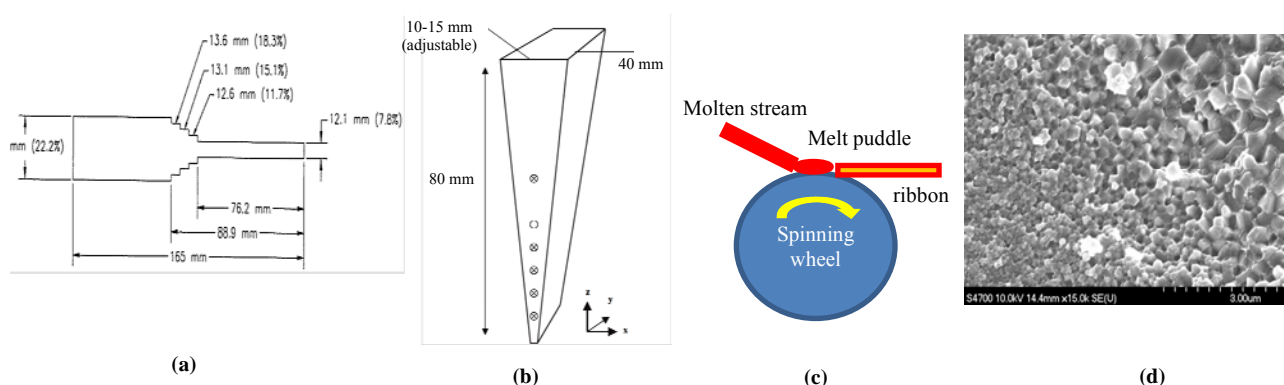 13.6 mm (18.3%)
13.1 mm (15.1%)
12.6 mm (11.7%)
12.1 mm (7.8%)
mm (22.2%)
76.2 mm
88.9 mm
165 mm
(a)
10-15 mm
(adjustable)
40 mm
80 mm
z
y
x
(b)
Molten stream
Melt puddle
ribbon
Spinning
wheel
(c)
S4700 10.0kV 14.4mm x15.0k SE(U)
3.00um
(d)